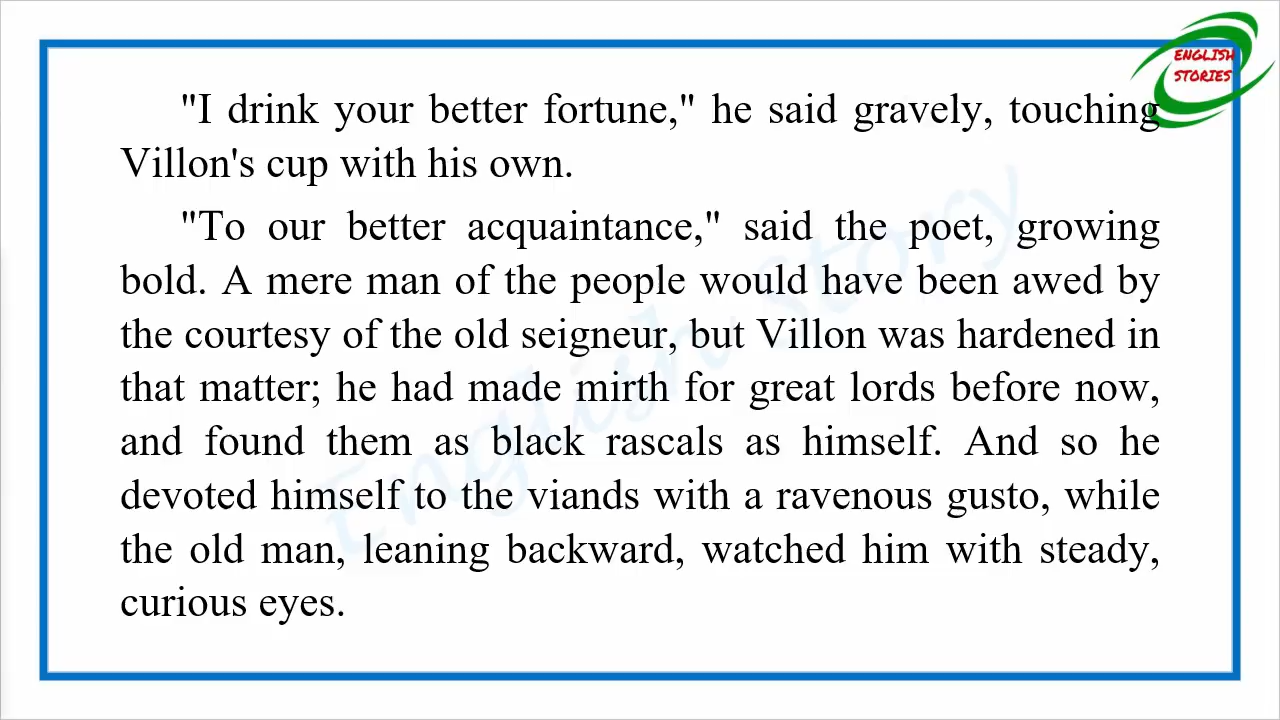 ENGLISH
STORIES
"I drink your better fortune," he said gravely, touching
Villon's cup with his own.
"To our better acquaintance," said the poet, growing
bold. A mere man of the people would have been awed by
the courtesy of the old seigneur, but Villon was hardened in
that matter; he had made mirth for great lords before now,
and found them as black rascals as himself. And so he
devoted himself to the viands with a ravenous gusto, while
the old man, leaning backward, watched him with steady,
curious eyes.
English Story